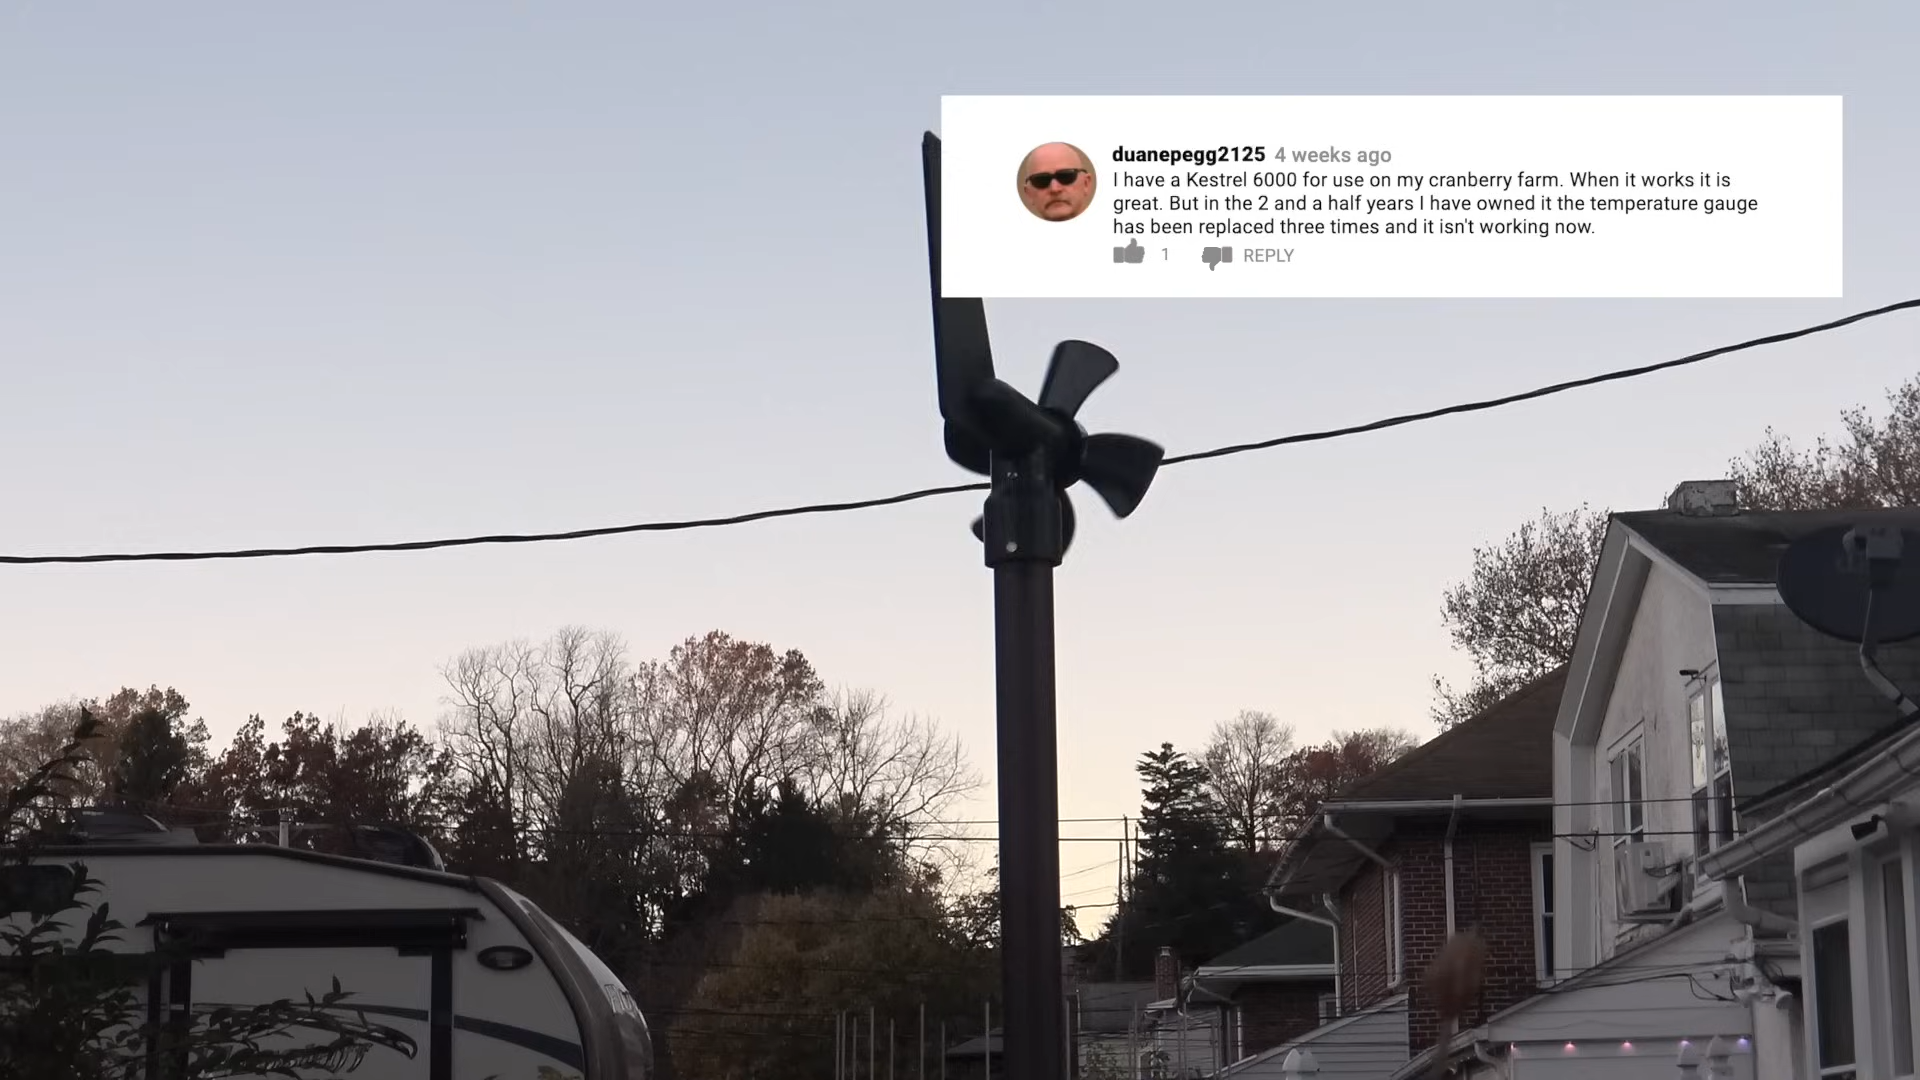 duanepegg2125 4 weeks ago
I have a Kestrel 6000 for use on my cranberry farm. When it works it is
great. But in the 2 and a half years I have owned it the temperature gauge
has been replaced three times and it isn't working now.
1 REPLY